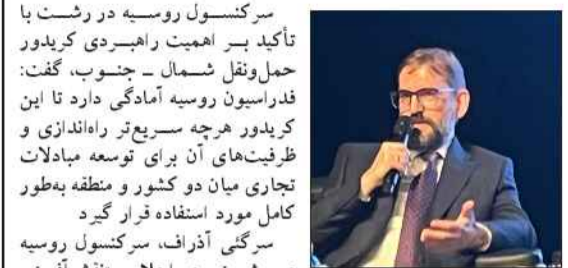 سرکنسول روسیه در رشت با
تأکید بر اهمیت راهبردی کریدور
حمل‌ونقل شمال ـ جنوب، گفت:
فدراسیون روسیه آمادگی دارد تا این
کریدور هرچه سریع‌تر راه‌اندازی و
ظرفیت‌های آن برای توسعه مبادلات
تجاری میان دو کشور و منطقه به‌طور
کامل مورد استفاده قرار گیرد
سرگئی آذراف، سرکنسول روسیه